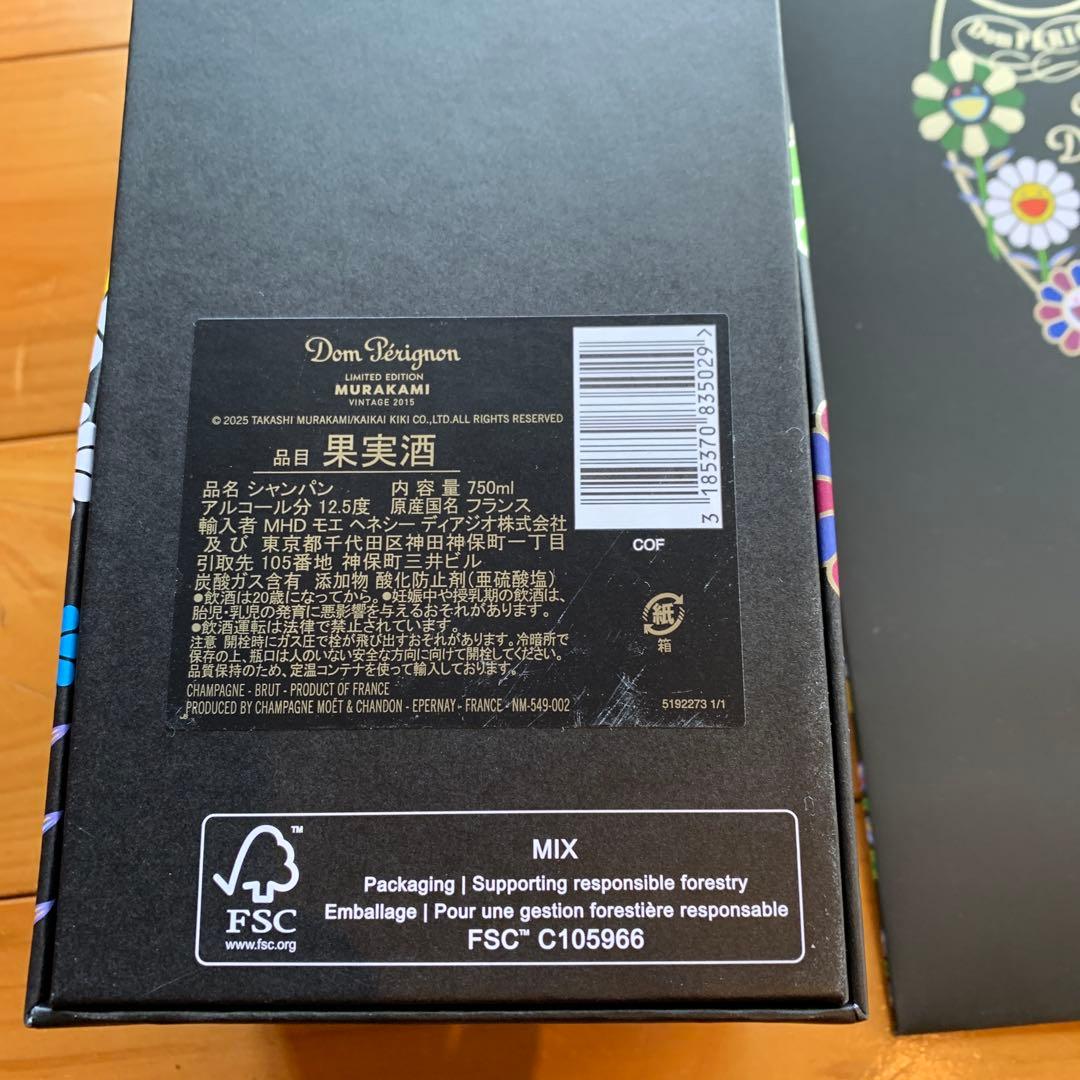 Dom Pérignon
LIMITED EDITION
MURAKAMI
VINTAGE 2015
© 2025 TAKASHI MURAKAMI/KAIKAI KIKI CO.,LTD.ALL RIGHTS RESERVED
品目 果実酒
品名 シャンパン 内容量 750ml
アルコール分 12.5度 原産国名 フランス
輸入者 MHD モエ ヘネシー ディアジオ株式会社
及び 東京都千代田区神田神保町一丁目
引取先 105番地 神保町三井ビル
炭酸ガス含有 添加物 酸化防止剤(亜硫酸塩)
●飲酒は20歳になってから。●妊娠中や授乳期の飲酒は、
胎児・乳児の発育に悪影響を与えるおそれがあります。
●飲酒運転は法律で禁止されています。
注意 開栓時にガス圧で栓が飛び出すおそれがあります。冷暗所で
保存の上、瓶口は人のいない安全な方向に向けて開栓してください。
品質保持のため、定温コンテナを使って輸入しております。
CHAMPAGNE - BRUT - PRODUCT OF FRANCE
PRODUCED BY CHAMPAGNE MOËT & CHANDON - EPERNAY - FRANCE - NM-549-002
3 185370 835029 >
COF
紙
箱
5192273 1/1
FSC™
www.fsc.org
MIX
Packaging | Supporting responsible forestry
Emballage | Pour une gestion forestière responsable
FSC™ C105966
Dom